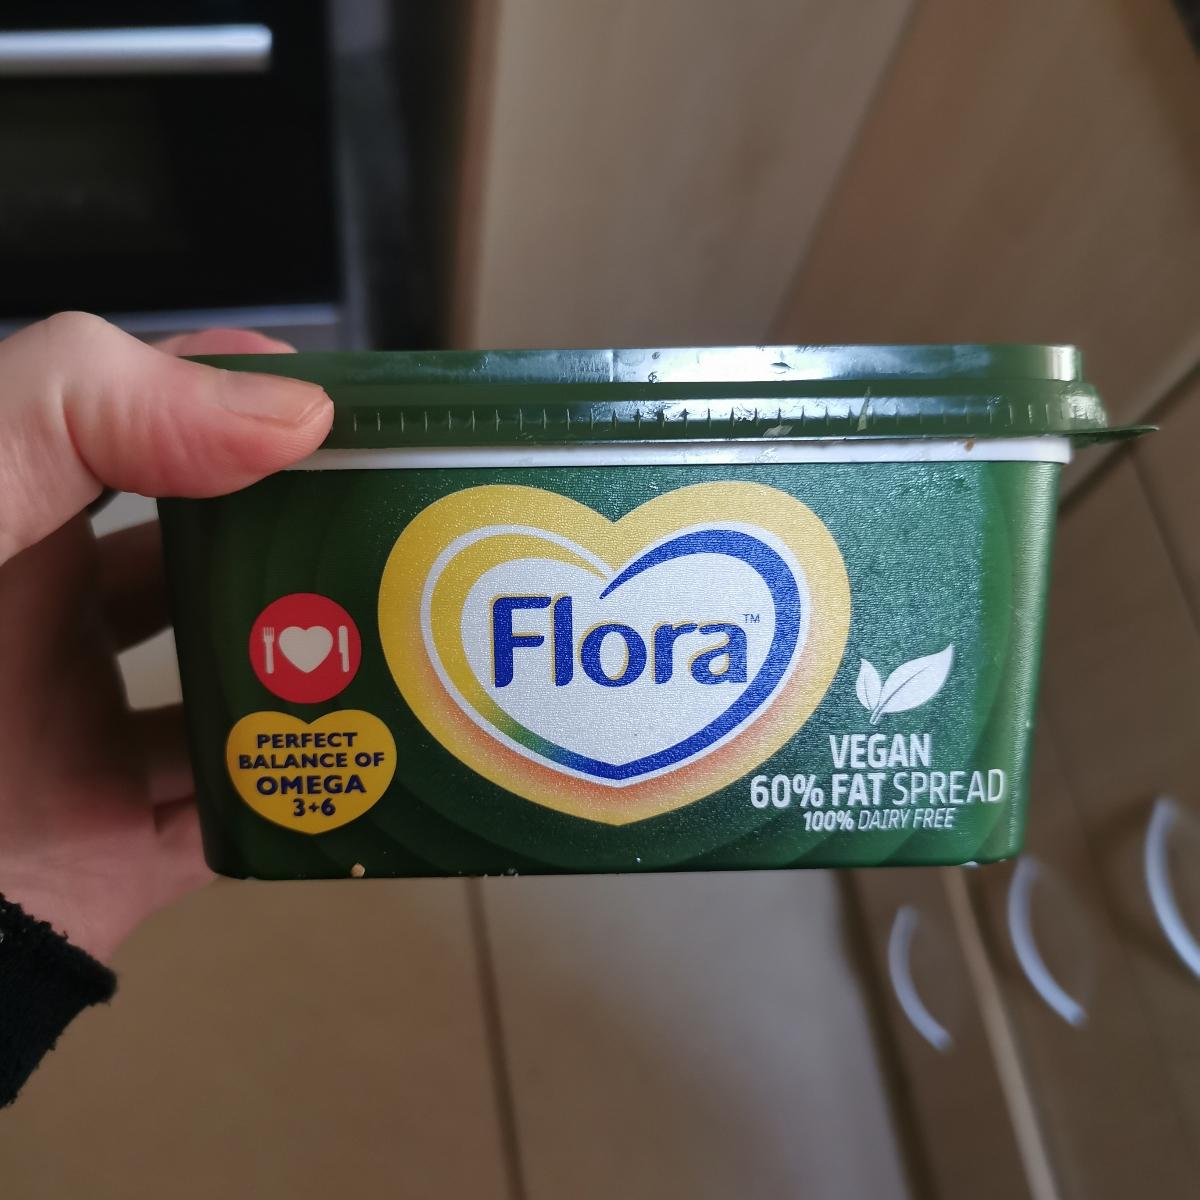 Flora™
PERFECT
BALANCE OF
OMEGA
3+6
VEGAN
60% FAT SPREAD
100% DAIRY FREE